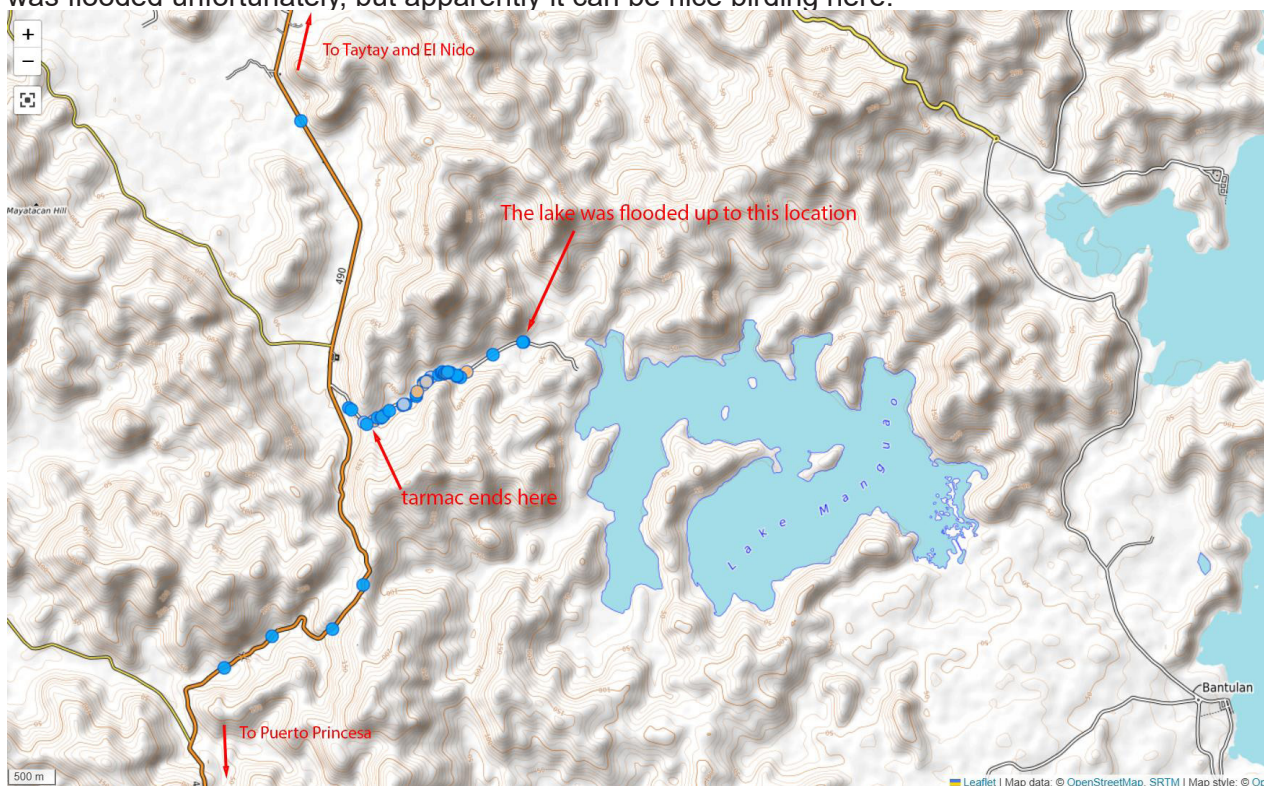 was flooded unfortunately, but apparently it can be nice birding here.
+
−
To Taytay and El Nido
Mayatacan Hill
The lake was flooded up to this location
490
Lake Manguao
tarmac ends here
Bantulan
To Puerto Princesa
500 m
Leaflet | Map data: © OpenStreetMap, SRTM | Map style: © Op